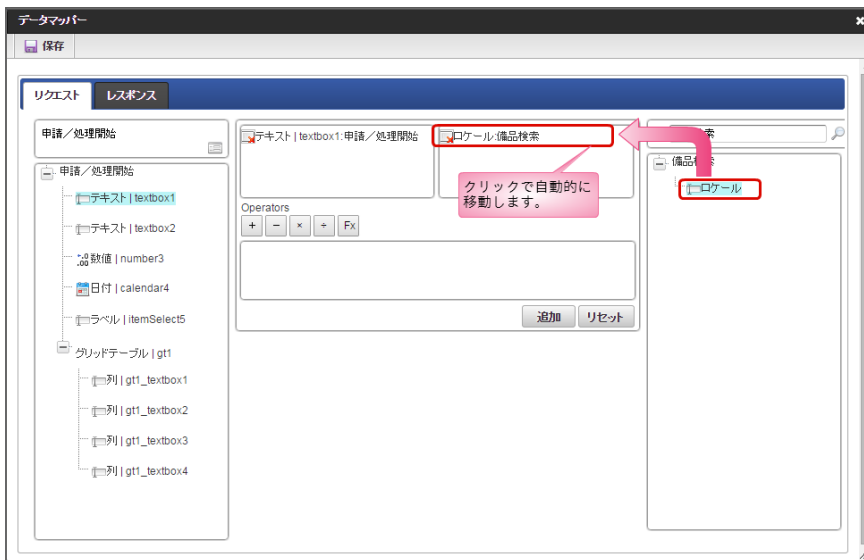 データマッパー
保存
リクエスト
レスポンス
申請／処理開始
申請／処理開始
テキスト | textbox1
テキスト | textbox2
数値 | number3
日付 | calendar4
ラベル | itemSelect5
グリッドテーブル | gt1
列 | gt1_textbox1
列 | gt1_textbox2
列 | gt1_textbox3
列 | gt1_textbox4
テキスト | textbox1:申請／処理開始
ロケール:備品検索
クリックで自動的に
移動します。
Operators
+ − × ÷ Fx
追加
リセット
索
備品検索
ロケール